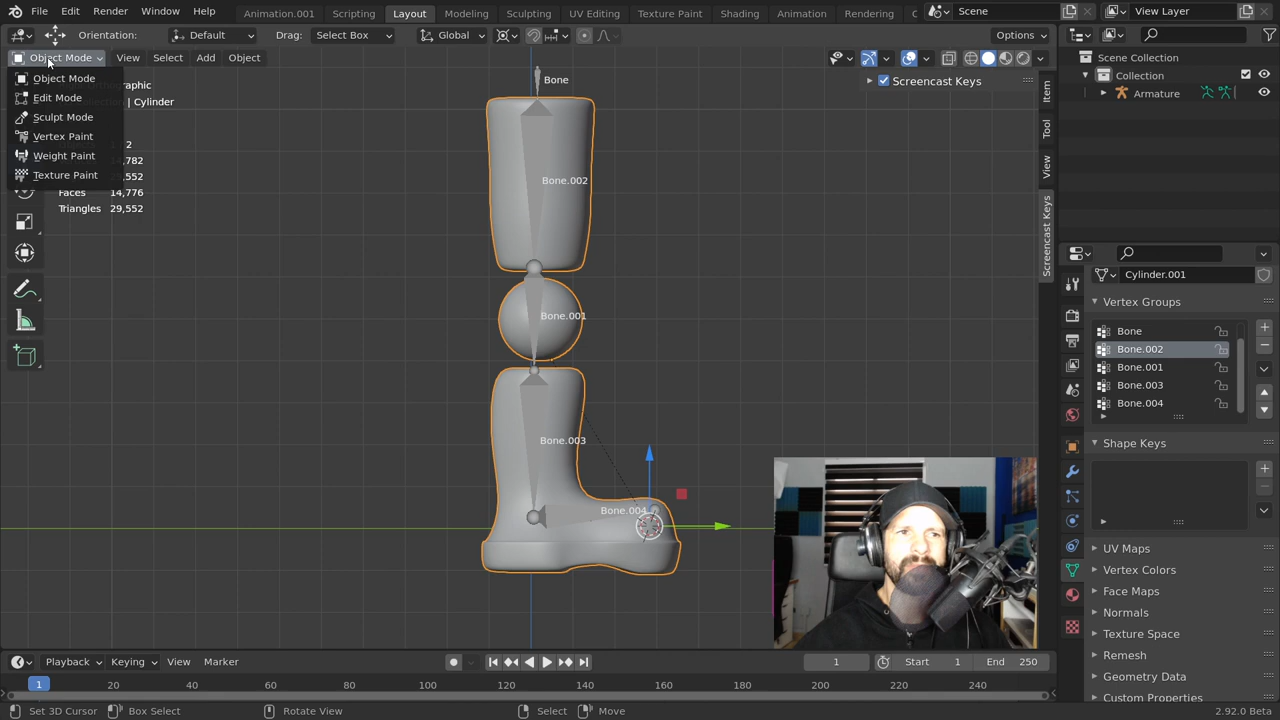 File Edit Render Window Help
Animation.001 Scripting Layout Modeling Sculpting UV Editing Texture Paint Shading Animation Rendering
Scene
View Layer
Orientation: Default Drag: Select Box Global Options
Object Mode View Select Add Object
Object Mode
Edit Mode
Sculpt Mode
Vertex Paint
Weight Paint
Texture Paint
| Cylinder
2
Faces 14,776
Triangles 29,552
Bone
Bone.002
Bone.001
Bone.003
Bone.004
Screencast Keys
Item
Tool
View
Screencast Keys
Scene Collection
Collection
Armature
Cylinder.001
Vertex Groups
Bone
Bone.002
Bone.001
Bone.003
Bone.004
Shape Keys
UV Maps
Vertex Colors
Face Maps
Normals
Texture Space
Remesh
Geometry Data
Custom Properties
Playback Keying View Marker
1 Start 1 End 250
1 20 40 60 80 100 120 140 160 180 200 220 240
Set 3D Cursor Box Select Rotate View Select Move
2.92.0 Beta